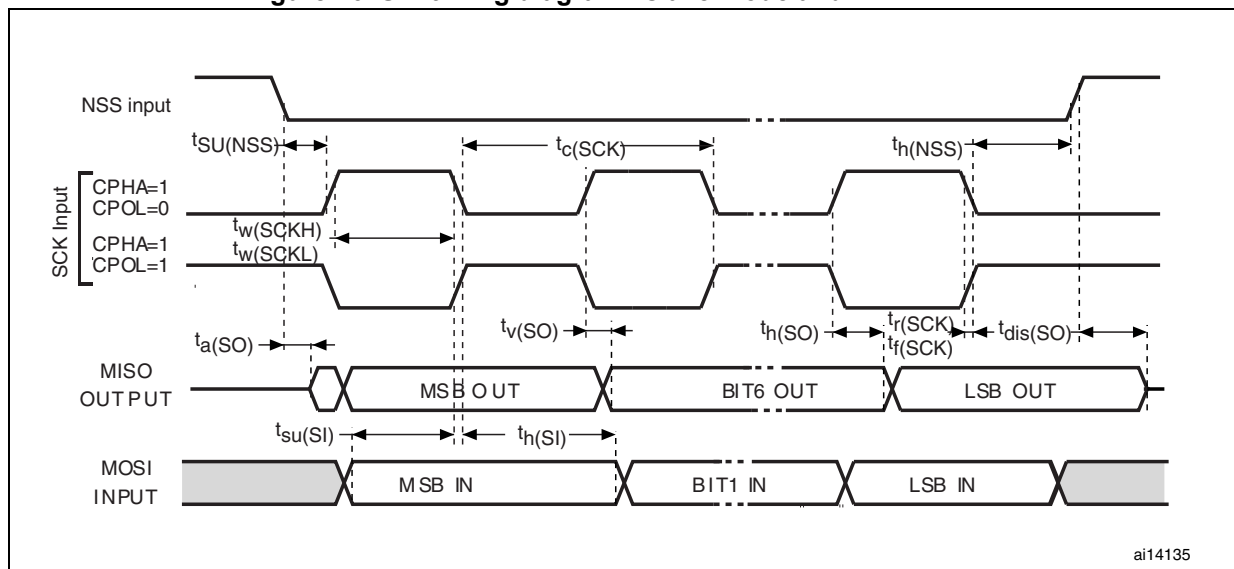 NSS input
tSU(NSS)
tc(SCK)
th(NSS)
SCK Input
CPHA=1
CPOL=0
tw(SCKH)
tw(SCKL)
CPHA=1
CPOL=1
ta(SO)
tv(SO)
th(SO)
tr(SCK)
tf(SCK)
tdis(SO)
MISO
OUTPUT
MSB OUT
BIT6 OUT
LSB OUT
tsu(SI)
th(SI)
MOSI
INPUT
MSB IN
BIT1 IN
LSB IN
ai14135